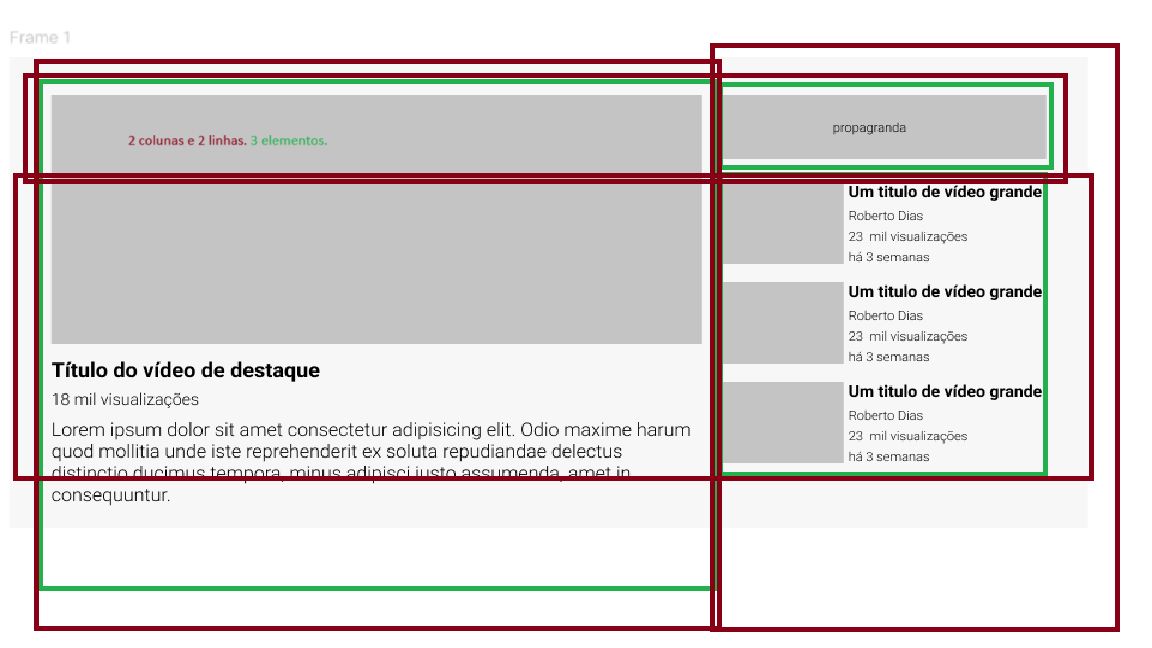 Frame 1
2 colunas e 2 linhas. 3 elementos.
propagranda
Um titulo de vídeo grande
Roberto Dias
23 mil visualizações
há 3 semanas
Um titulo de vídeo grande
Roberto Dias
23 mil visualizações
há 3 semanas
Um titulo de vídeo grande
Roberto Dias
23 mil visualizações
há 3 semanas
Título do vídeo de destaque
18 mil visualizações
Lorem ipsum dolor sit amet consectetur adipisicing elit. Odio maxime harum
quod mollitia unde iste reprehenderit ex soluta repudiandae delectus
distinctio ducimus tempora, minus adipisci iusto assumenda, amet in
consequuntur.